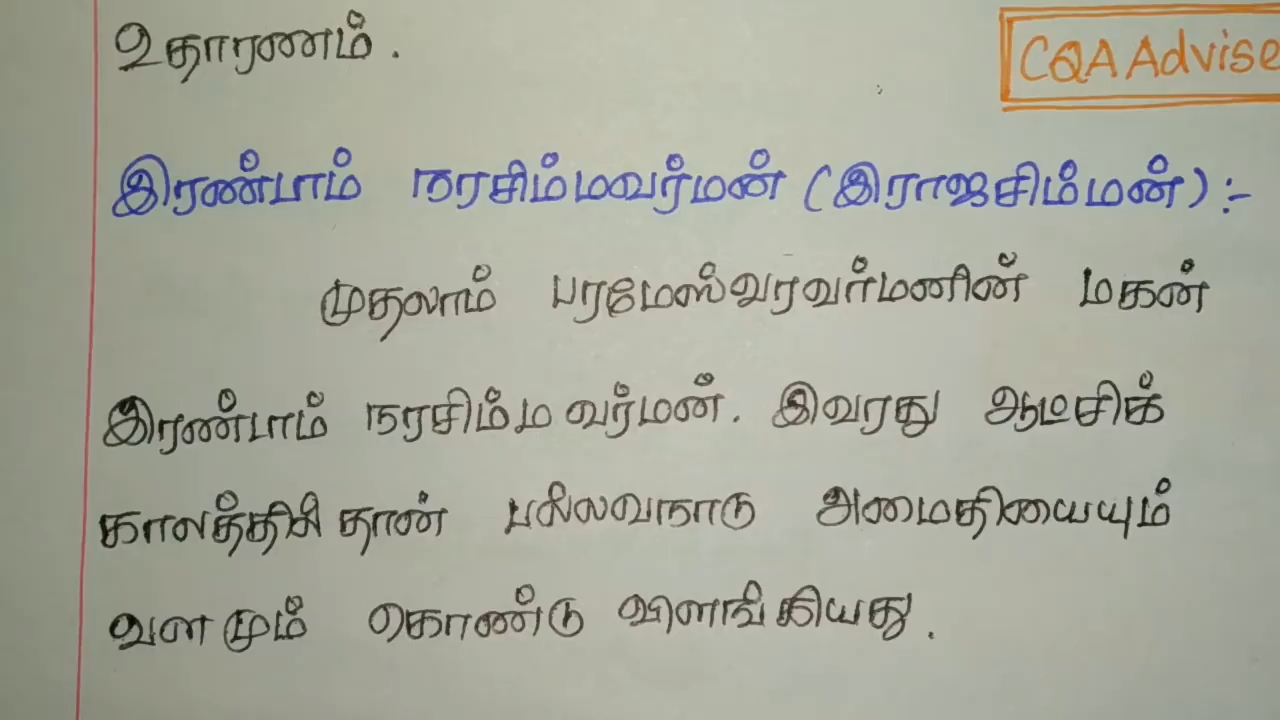 உதாரணம்.
CQA Advise
இரண்பாம் நரசிம்மவர்மன் (இராஜசிம்மன்) :-
முதலாம் பரமேஸ்வரவர்மனின் மகன்
இரண்பாம் நரசிம்ம வர்மன். இவரது ஆட்சிக்
காலத்தில் தான் பல்லவநாடு அமைதியையும்
வளமும் கொண்டு விளங்கியது.